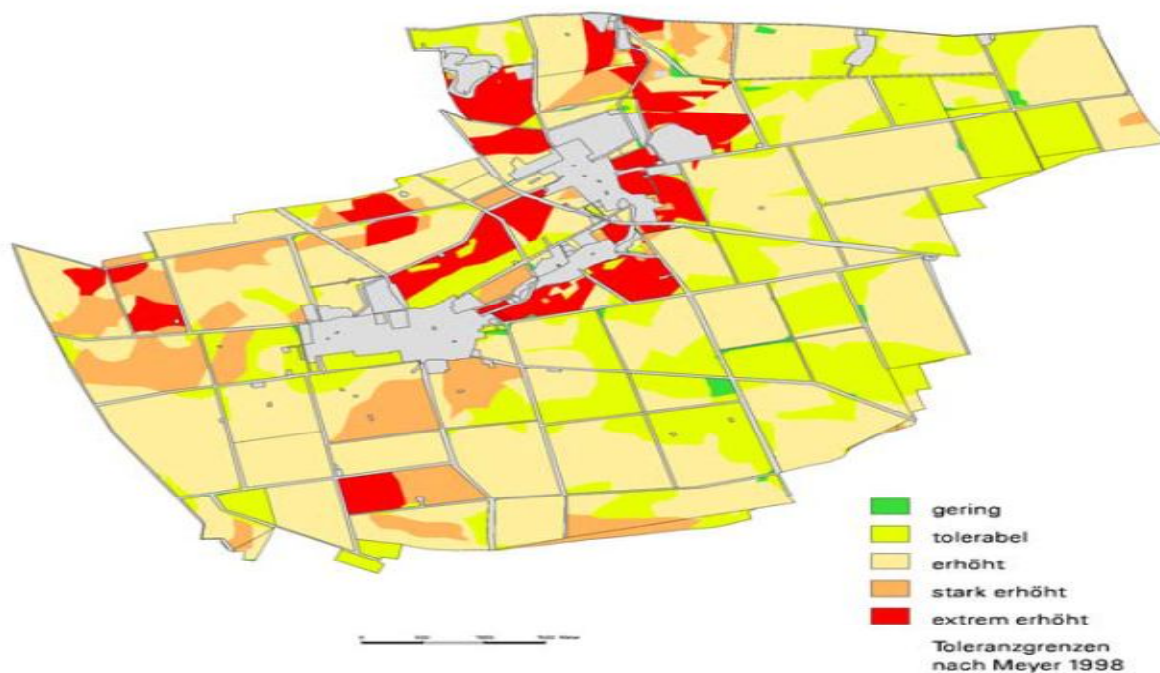 gering
tolerabel
erhöht
stark erhöht
extrem erhöht
Toleranzgrenzen
nach Meyer 1998